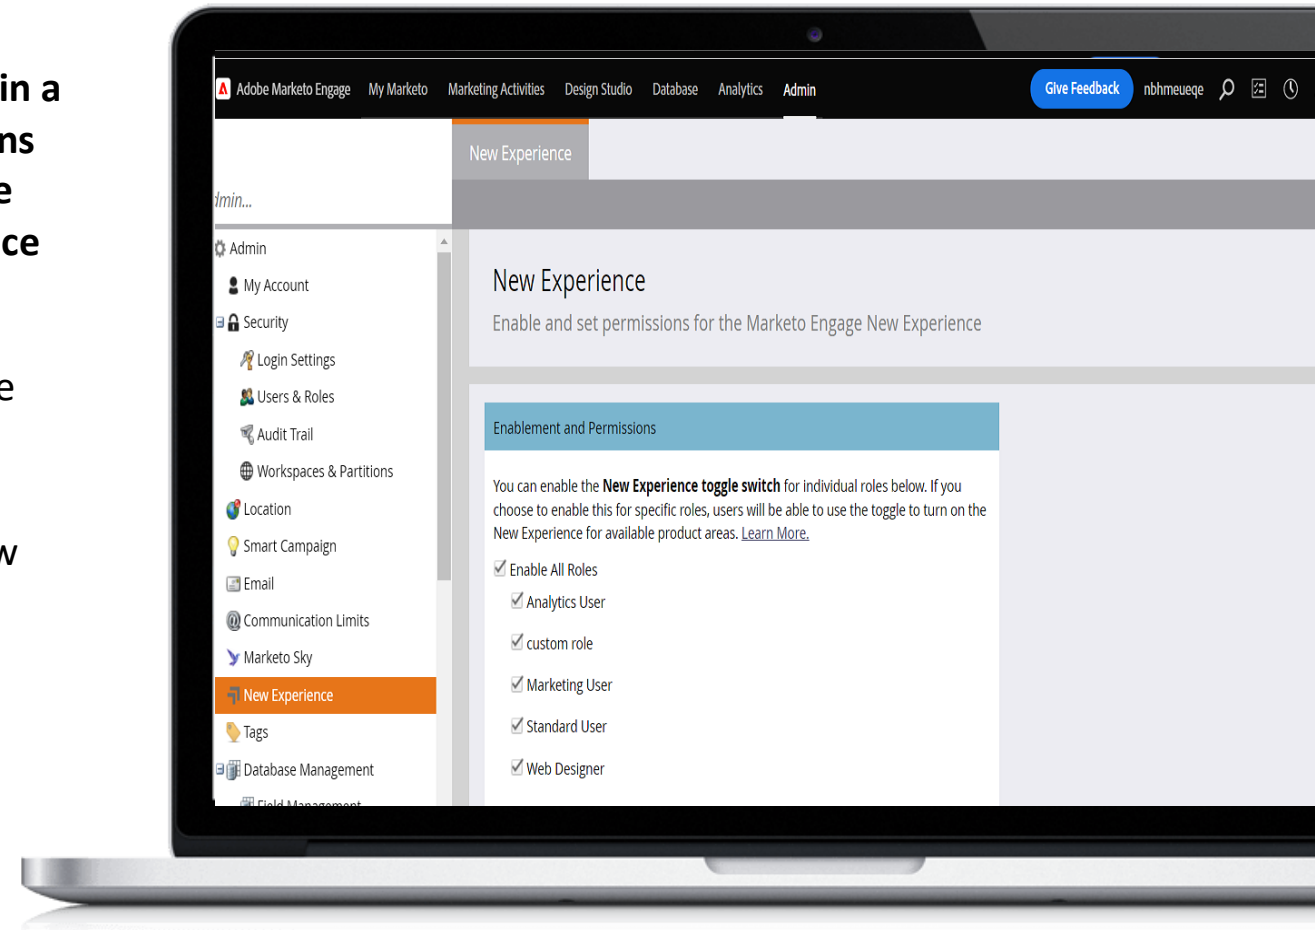 in a
ns
e
ce
e
w
Adobe Marketo Engage My Marketo Marketing Activities Design Studio Database Analytics Admin Give Feedback nbhmeueqe
New Experience
dmin...
Admin
My Account
Security
Login Settings
Users & Roles
Audit Trail
Workspaces & Partitions
Location
Smart Campaign
Email
Communication Limits
Marketo Sky
New Experience
Tags
Database Management
Field Management
New Experience
Enable and set permissions for the Marketo Engage New Experience
Enablement and Permissions
You can enable the New Experience toggle switch for individual roles below. If you
choose to enable this for specific roles, users will be able to use the toggle to turn on the
New Experience for available product areas. Learn More.
Enable All Roles
Analytics User
custom role
Marketing User
Standard User
Web Designer